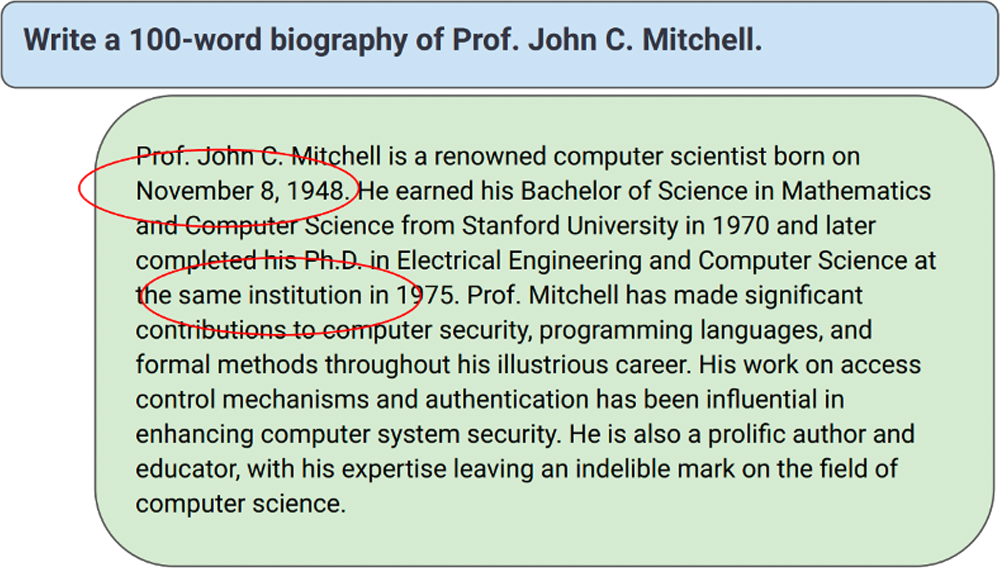 Write a 100-word biography of Prof. John C. Mitchell.
Prof. John C. Mitchell is a renowned computer scientist born on
November 8, 1948. He earned his Bachelor of Science in Mathematics
and Computer Science from Stanford University in 1970 and later
completed his Ph.D. in Electrical Engineering and Computer Science at
the same institution in 1975. Prof. Mitchell has made significant
contributions to computer security, programming languages, and
formal methods throughout his illustrious career. His work on access
control mechanisms and authentication has been influential in
enhancing computer system security. He is also a prolific author and
educator, with his expertise leaving an indelible mark on the field of
computer science.